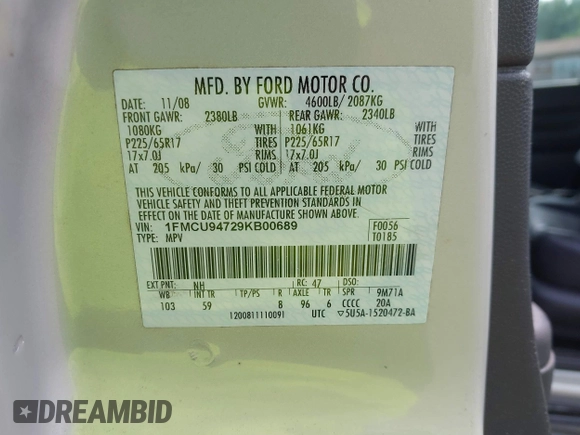 MFD. BY FORD MOTOR CO.
DATE: 11/08 GVWR: 4600LB/ 2087KG
FRONT GAWR: 2380LB REAR GAWR: 2340LB
1080KG WITH 1061KG WITH
P225/65R17 TIRES P225/65R17 TIRES
17x7.0J RIMS 17x7.0J RIMS
AT 205 kPa/ 30 PSI COLD AT 205 kPa/ 30 PSI COLD
THIS VEHICLE CONFORMS TO ALL APPLICABLE FEDERAL MOTOR
VEHICLE SAFETY AND THEFT PREVENTION STANDARDS IN
EFFECT ON THE DATE OF MANUFACTURE SHOWN ABOVE.
VIN: 1FMCU94729KB00689 F0056
TYPE: MPV T0185
EXT PNT: NH RC: 47 DSO:
WB INT TR TP/PS R AXLE TR SPR 9M71A
103 59 8 96 6 CCCC 20A
1200811110091 UTC ▽5U5A-1520472-BA
DREAMBID